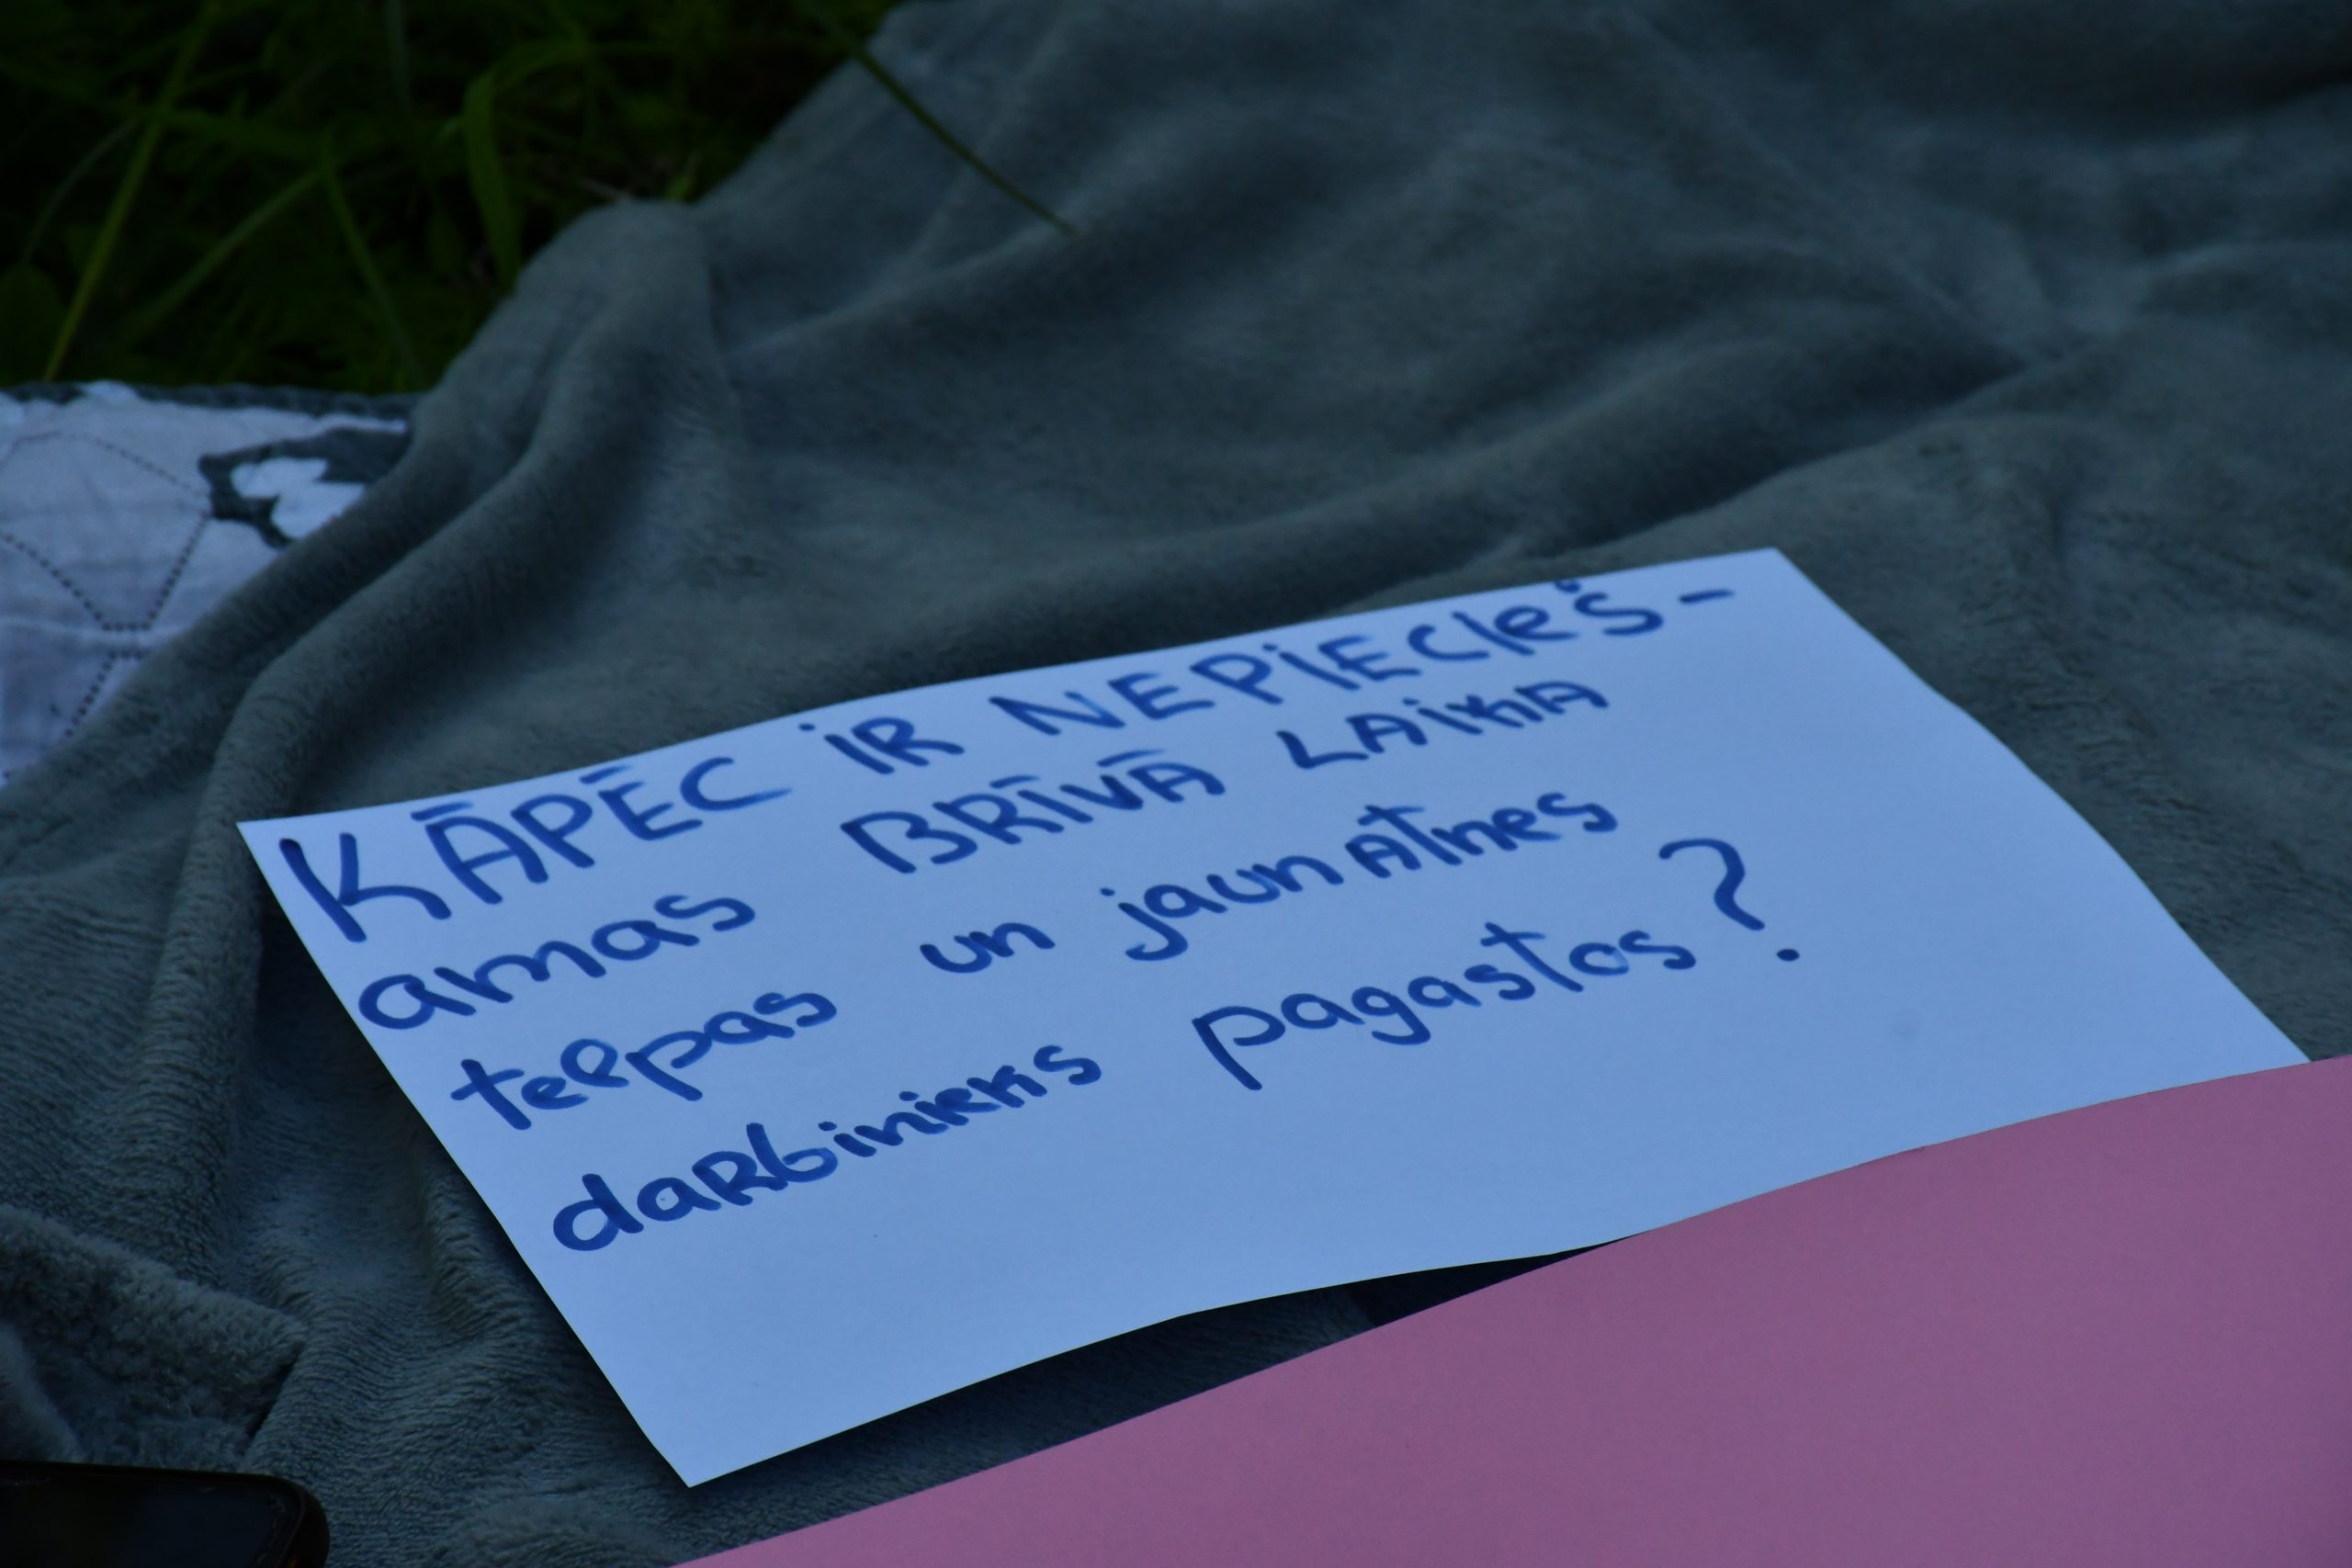 KĀPĒC IR NEPIECIEŠ-
amas BRĪVĀ LAIKA
telpas un jaunATNes
daRbinieks pagastos?